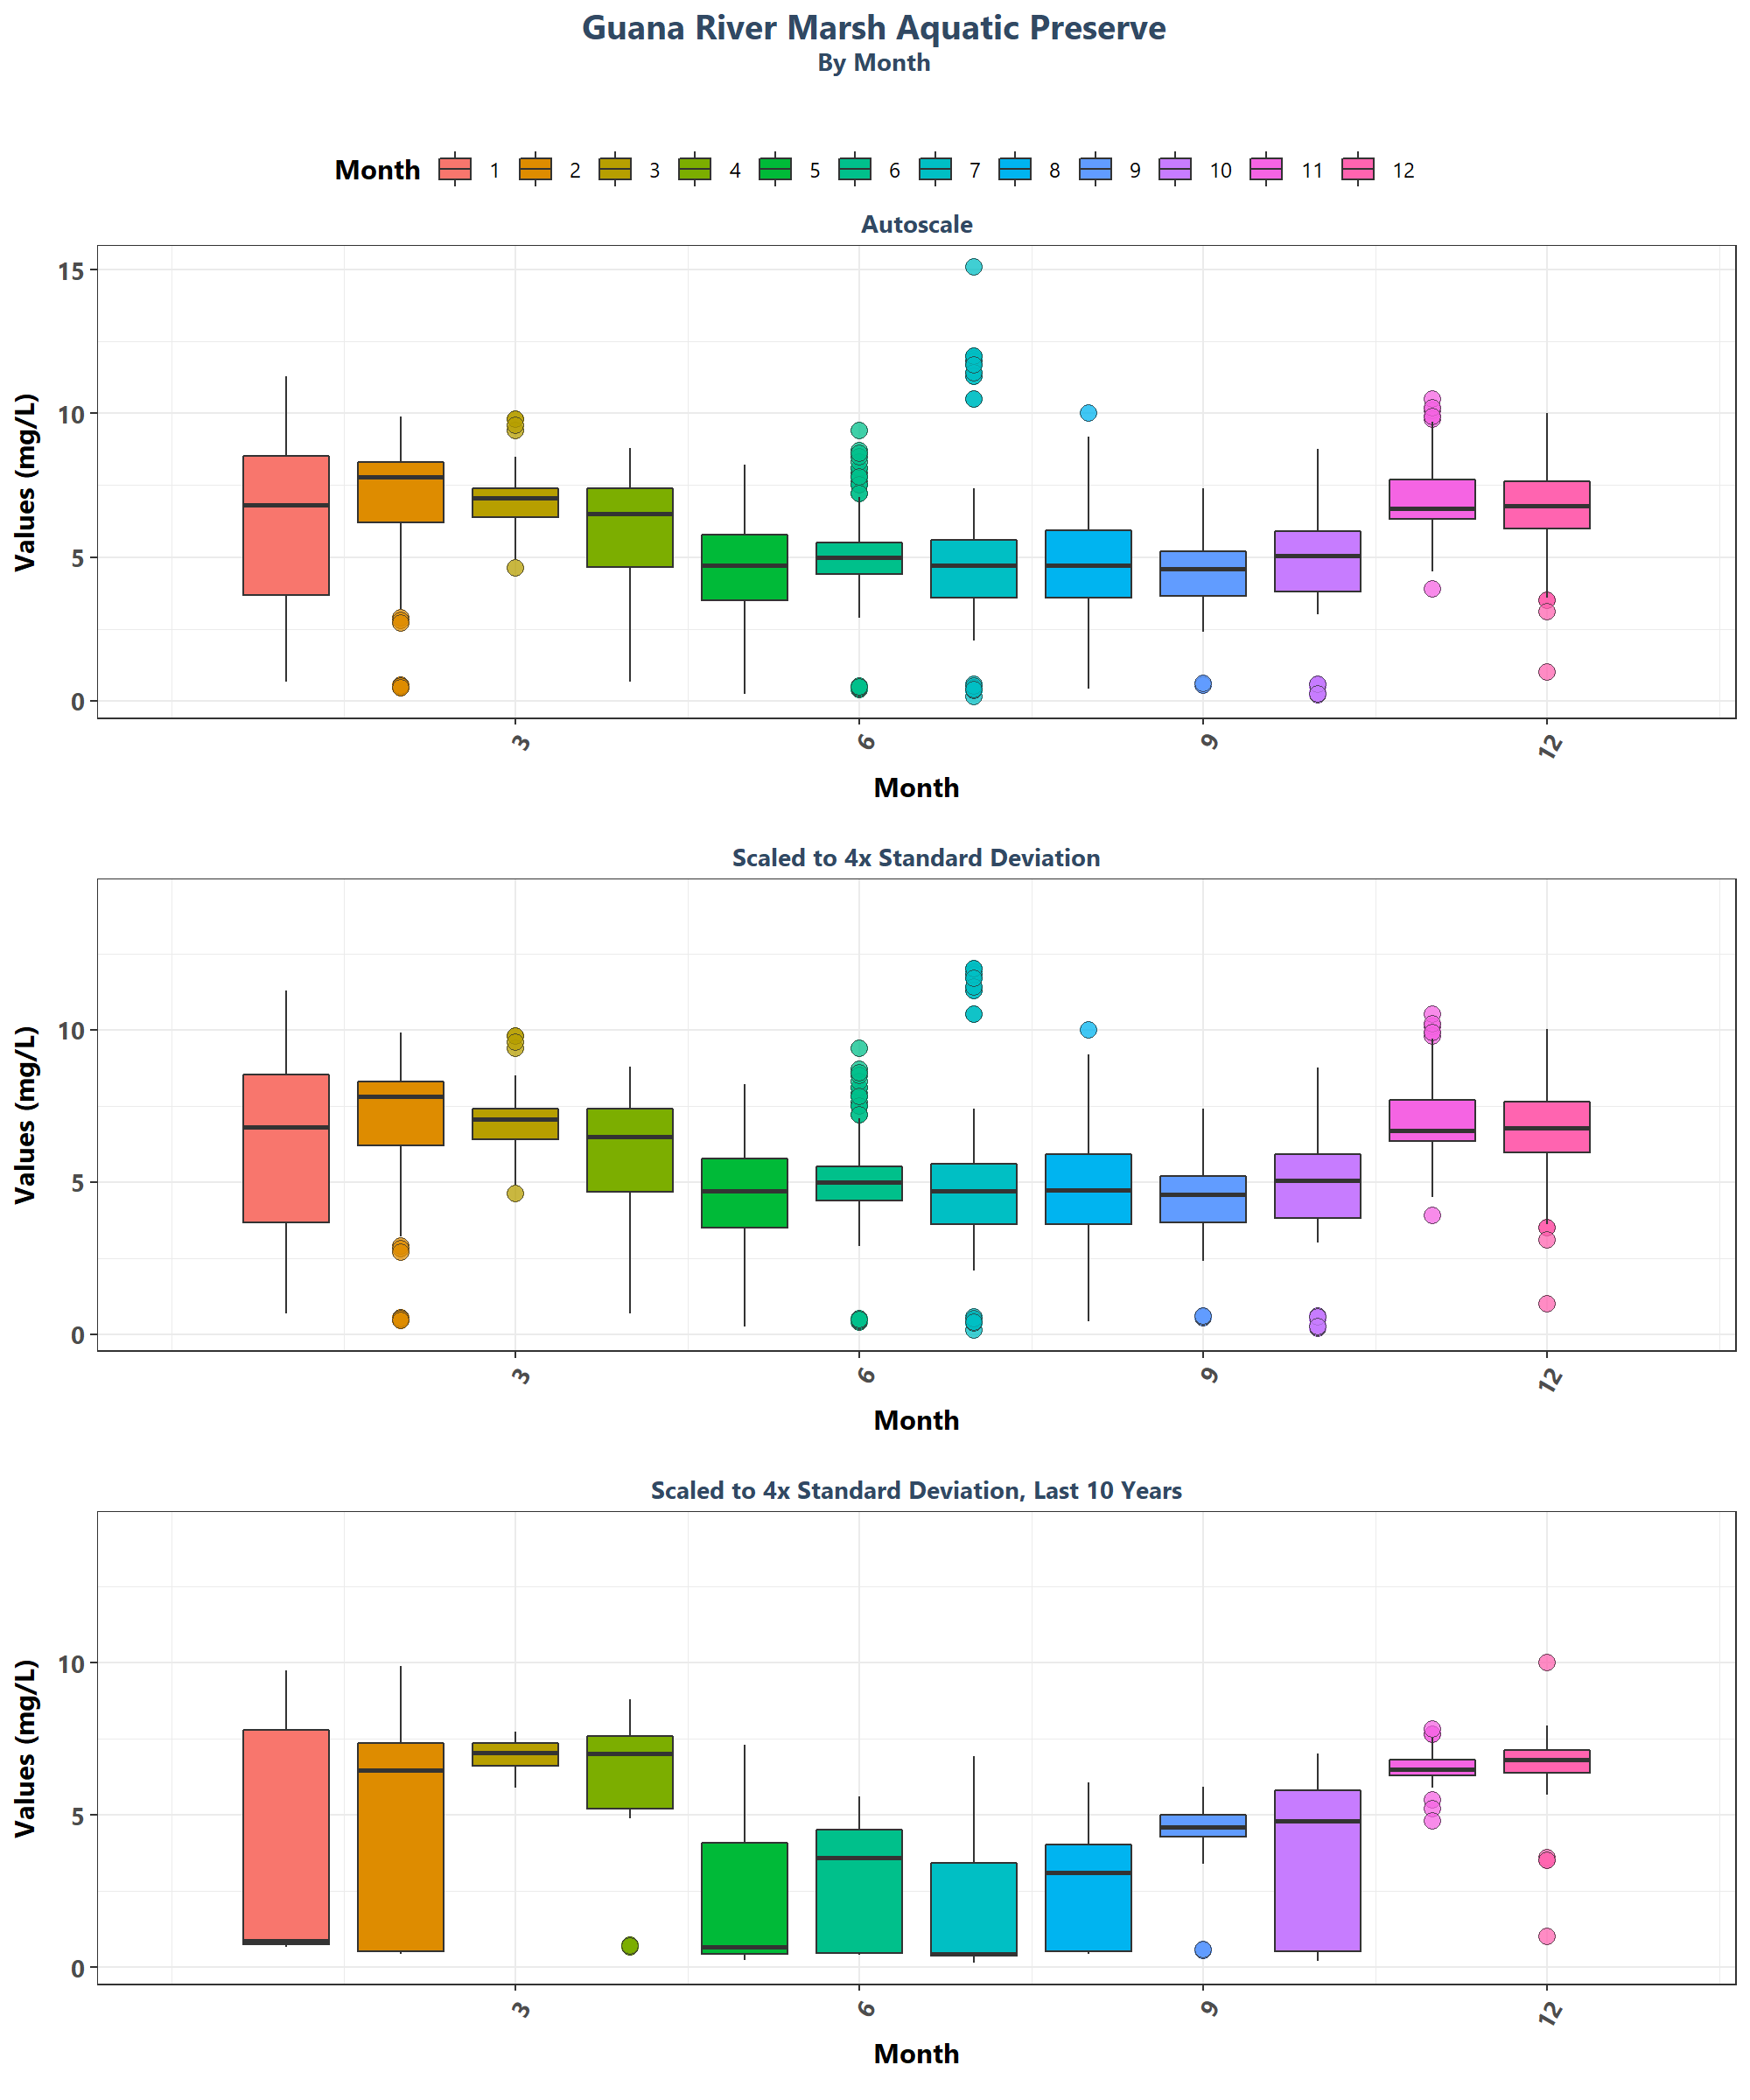 Guana River Marsh Aquatic Preserve
By Month
Month 1 2 3 4 5 6 7 8 9 10 11 12
Autoscale
Values (mg/L)
15
10
5
0
3 6 9 12
Month
Scaled to 4x Standard Deviation
Values (mg/L)
10
5
0
3 6 9 12
Month
Scaled to 4x Standard Deviation, Last 10 Years
Values (mg/L)
10
5
0
3 6 9 12
Month